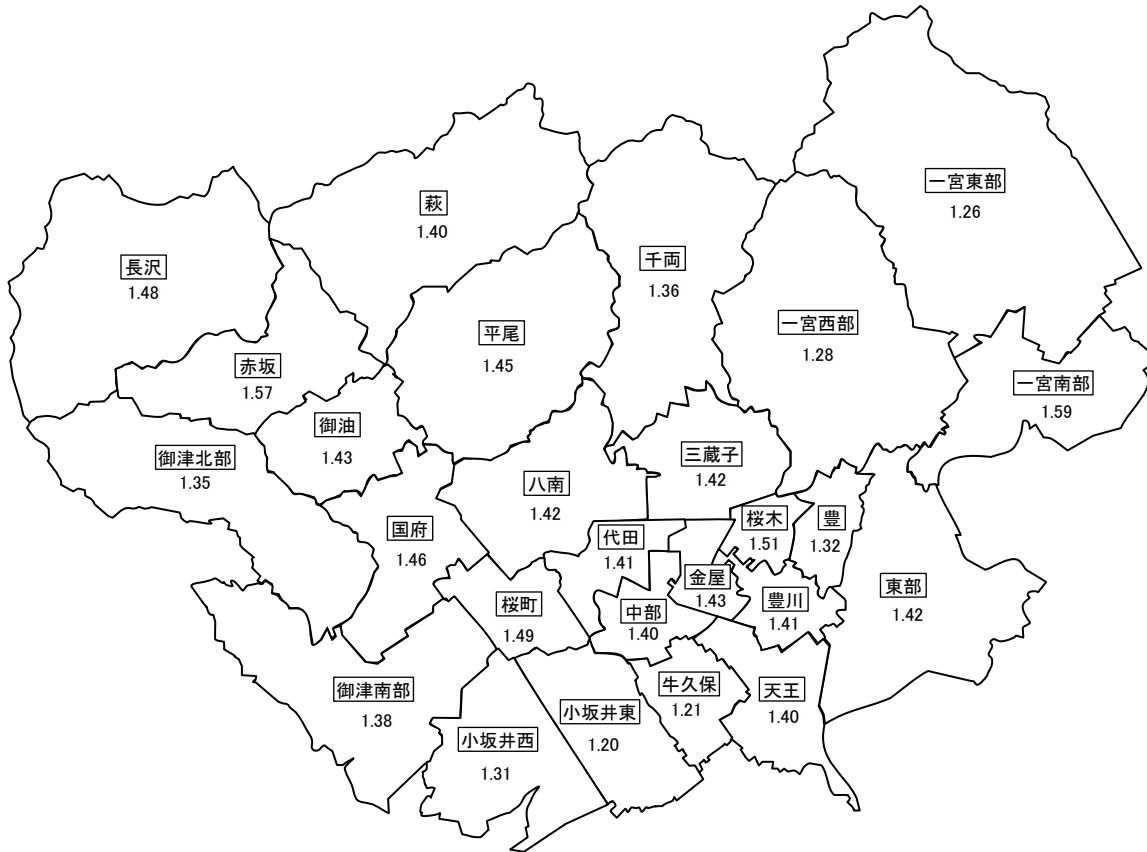 一宮東部
1.26
萩
1.40
千両
1.36
長沢
1.48
一宮西部
1.28
平尾
1.45
赤坂
1.57
一宮南部
1.59
御油
1.43
御津北部
1.35
三蔵子
1.42
八南
1.42
国府
1.46
代田
1.41
桜木
1.51
豊
1.32
金屋
1.43
豊川
1.41
東部
1.42
桜町
1.49
中部
1.40
御津南部
1.38
牛久保
1.21
天王
1.40
小坂井東
1.20
小坂井西
1.31